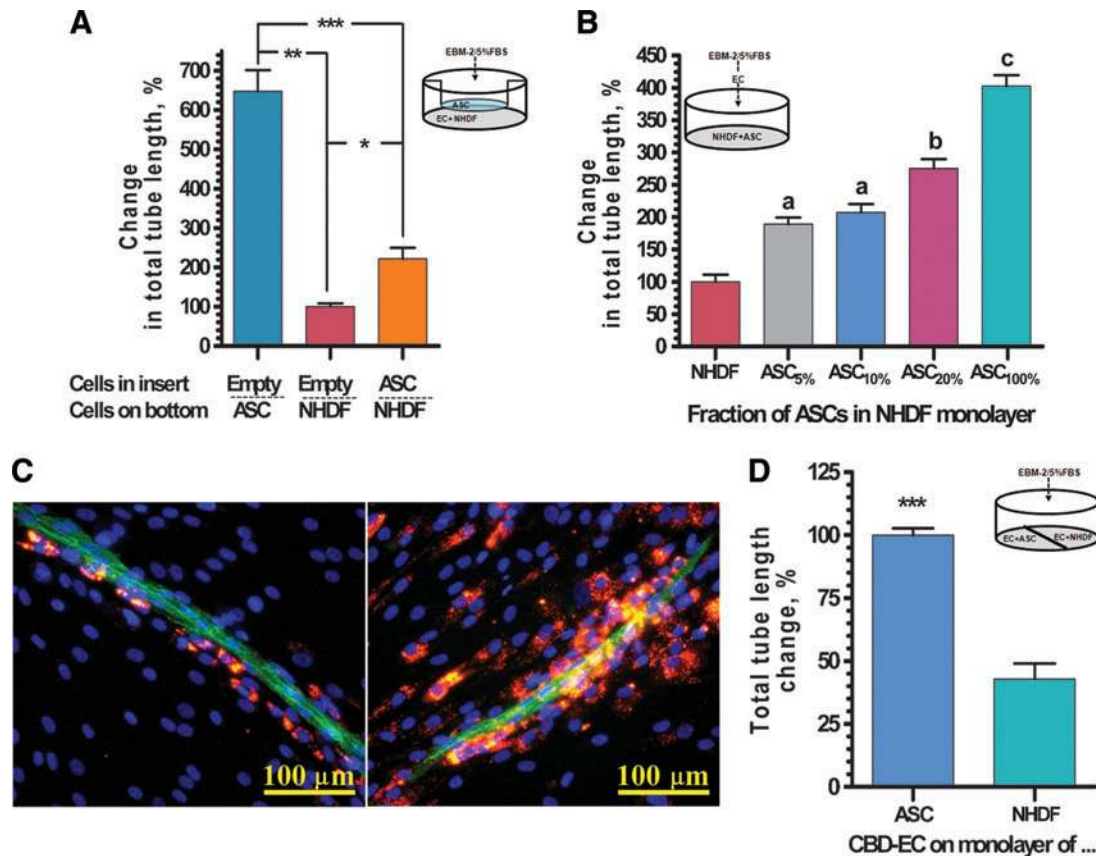 A
Change
in total tube length, %
700
600
500
400
300
200
100
0
***
**
*
EBM-2/5%FBS
ASC
EC+NHDF
Cells in insert Empty Empty ASC
Cells on bottom ASC NHDF NHDF
B
Change
in total tube length, %
450
400
350
300
250
200
150
100
50
0
EBM-2/5%FBS
EC
NHDF+ASC
a
a
b
c
NHDF ASC5% ASC10% ASC20% ASC100%
Fraction of ASCs in NHDF monolayer
C
100 µm
100 µm
D
Total tube length
change, %
125
100
75
50
25
0
***
EBM-2/5%FBS
EC+ASC
EC+NHDF
ASC NHDF
CBD-EC on monolayer of ...